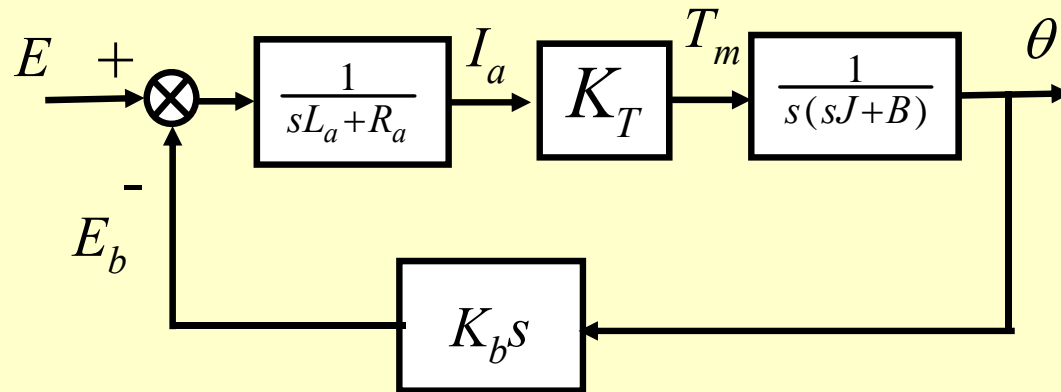 E + 1/(sL_a+R_a) I_a K_T T_m 1/(s(sJ+B)) θ
-
E_b
K_b s